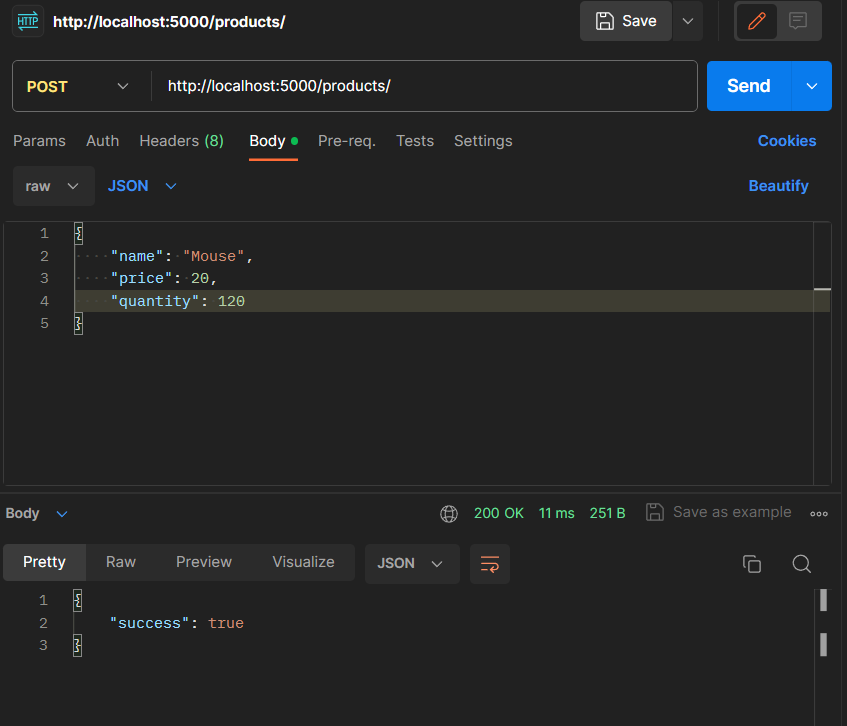 HTTP http://localhost:5000/products/ Save
POST http://localhost:5000/products/ Send
Params Auth Headers (8) Body Pre-req. Tests Settings Cookies
raw JSON Beautify
1 {
2 "name": "Mouse",
3 "price": 20,
4 "quantity": 120
5 }
Body 200 OK 11 ms 251 B Save as example
Pretty Raw Preview Visualize JSON
1 {
2 "success": true
3 }